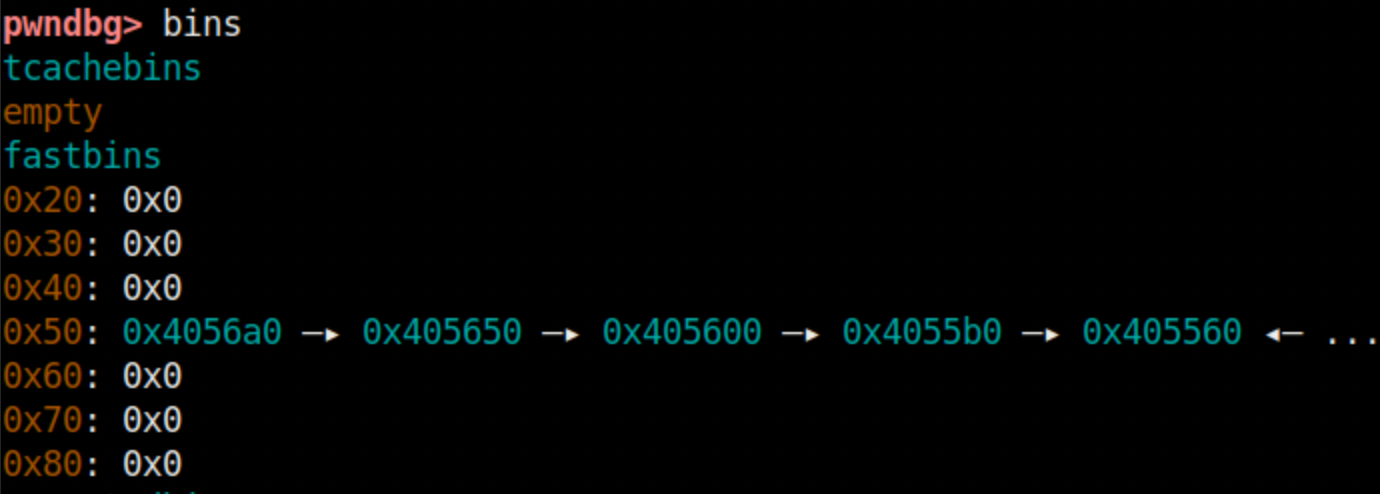 pwndbg> bins
tcachebins
empty
fastbins
0x20: 0x0
0x30: 0x0
0x40: 0x0
0x50: 0x4056a0 —▸ 0x405650 —▸ 0x405600 —▸ 0x4055b0 —▸ 0x405560 ◂— ...
0x60: 0x0
0x70: 0x0
0x80: 0x0